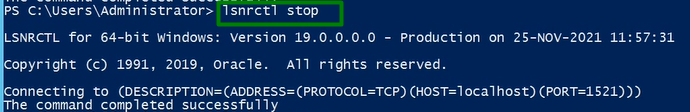 PS C:\Users\Administrator> lsnrctl stop
LSNRCTL for 64-bit Windows: Version 19.0.0.0.0 - Production on 25-NOV-2021 11:57:31
Copyright (c) 1991, 2019, Oracle.  All rights reserved.
Connecting to (DESCRIPTION=(ADDRESS=(PROTOCOL=TCP)(HOST=localhost)(PORT=1521)))
The command completed successfully